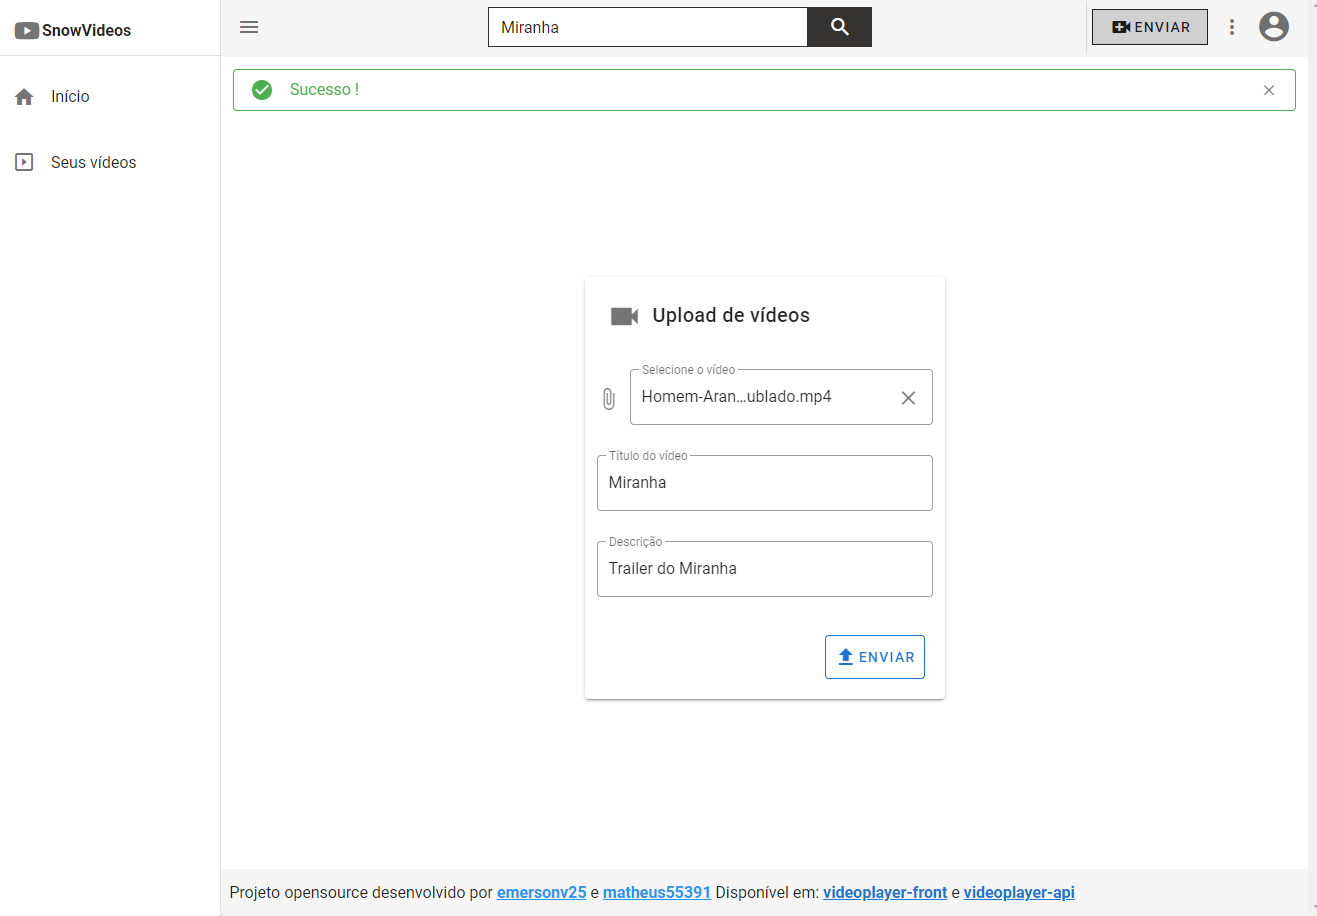 SnowVideos
Miranha
ENVIAR
Início
Seus vídeos
Sucesso !
Upload de vídeos
Selecione o vídeo
Homem-Aran…ublado.mp4
Título do vídeo
Miranha
Descrição
Trailer do Miranha
ENVIAR
Projeto opensource desenvolvido por emersonv25 e matheus55391 Disponível em: videoplayer-front e videoplayer-api